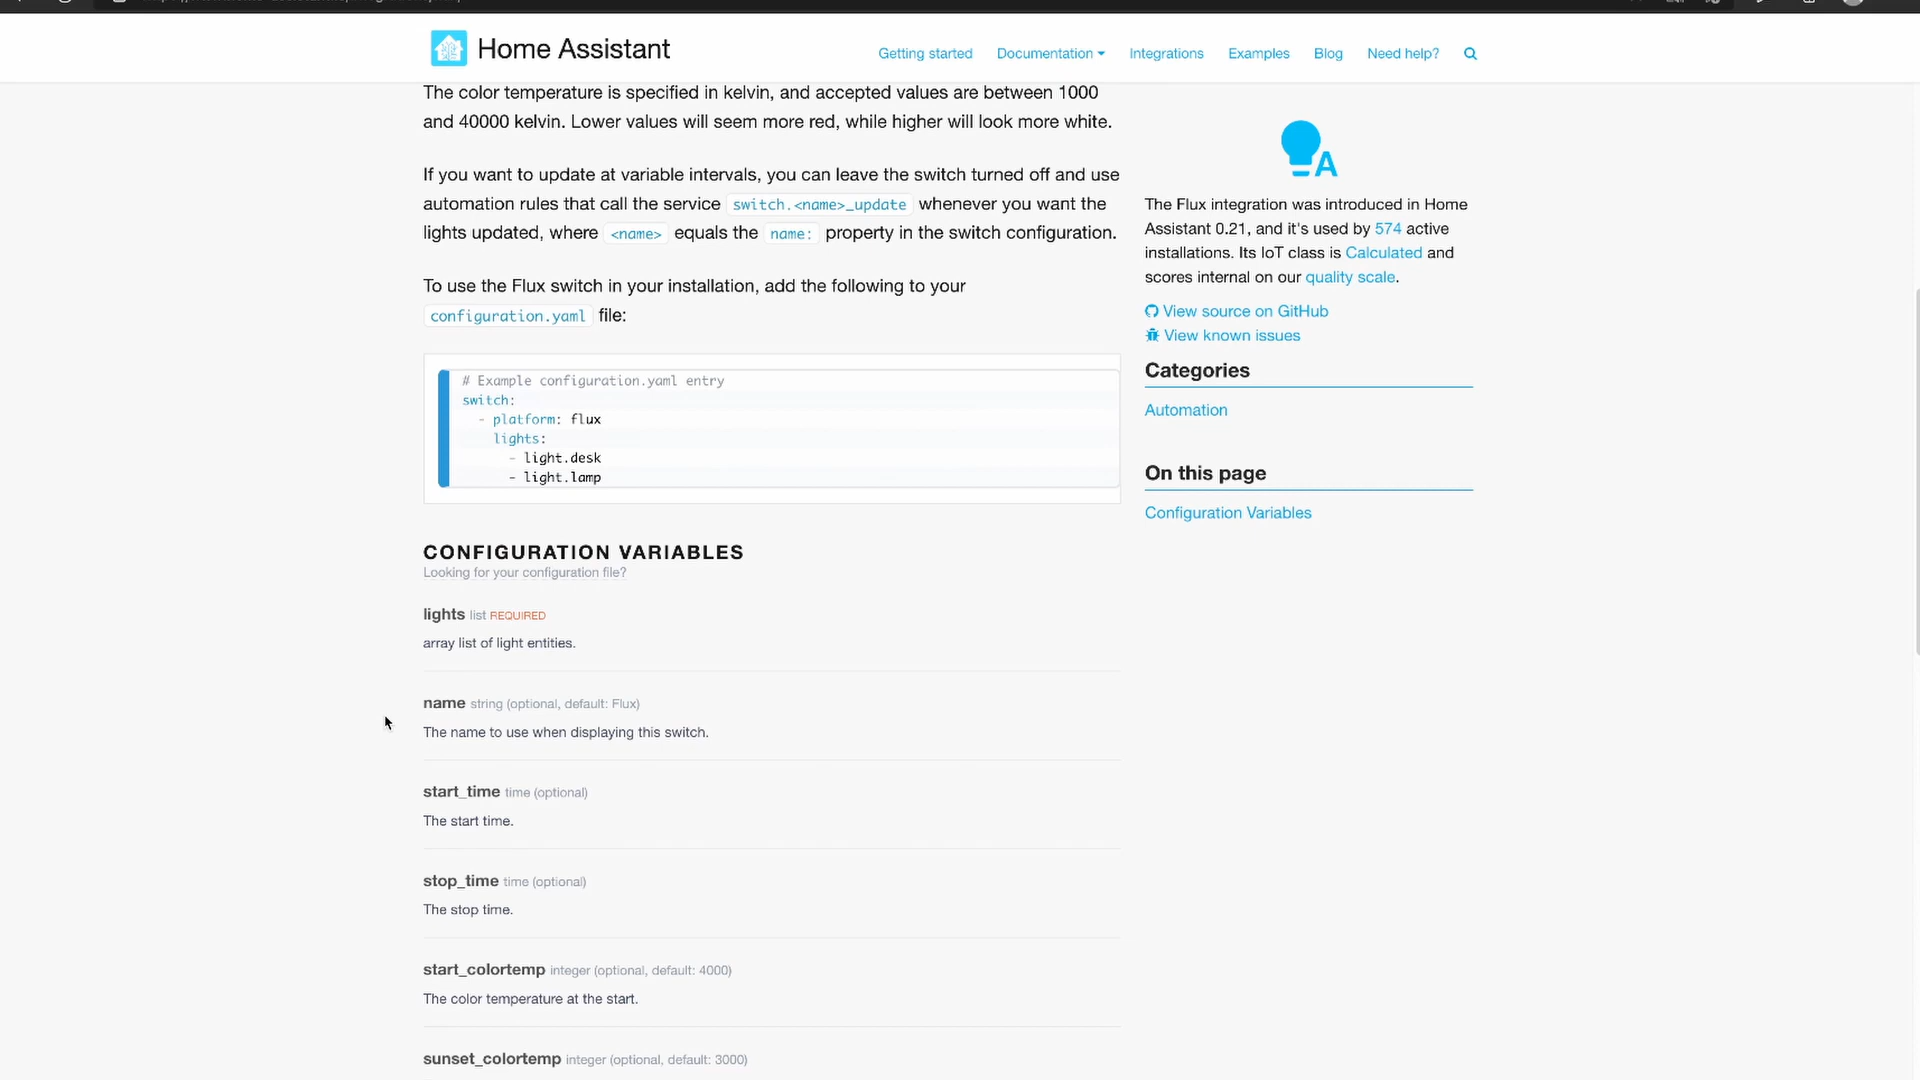 Home Assistant
Getting started
Documentation
Integrations
Examples
Blog
Need help?
The color temperature is specified in kelvin, and accepted values are between 1000
and 40000 kelvin. Lower values will seem more red, while higher will look more white.
If you want to update at variable intervals, you can leave the switch turned off and use
automation rules that call the service switch.<name>_update whenever you want the
lights updated, where <name> equals the name: property in the switch configuration.
To use the Flux switch in your installation, add the following to your
configuration.yaml file:
# Example configuration.yaml entry
switch:
- platform: flux
lights:
- light.desk
- light.lamp
CONFIGURATION VARIABLES
Looking for your configuration file?
lights list REQUIRED
array list of light entities.
name string (optional, default: Flux)
The name to use when displaying this switch.
start_time time (optional)
The start time.
stop_time time (optional)
The stop time.
start_colortemp integer (optional, default: 4000)
The color temperature at the start.
sunset_colortemp integer (optional, default: 3000)
A
The Flux integration was introduced in Home
Assistant 0.21, and it's used by 574 active
installations. Its IoT class is Calculated and
scores internal on our quality scale.
View source on GitHub
View known issues
Categories
Automation
On this page
Configuration Variables